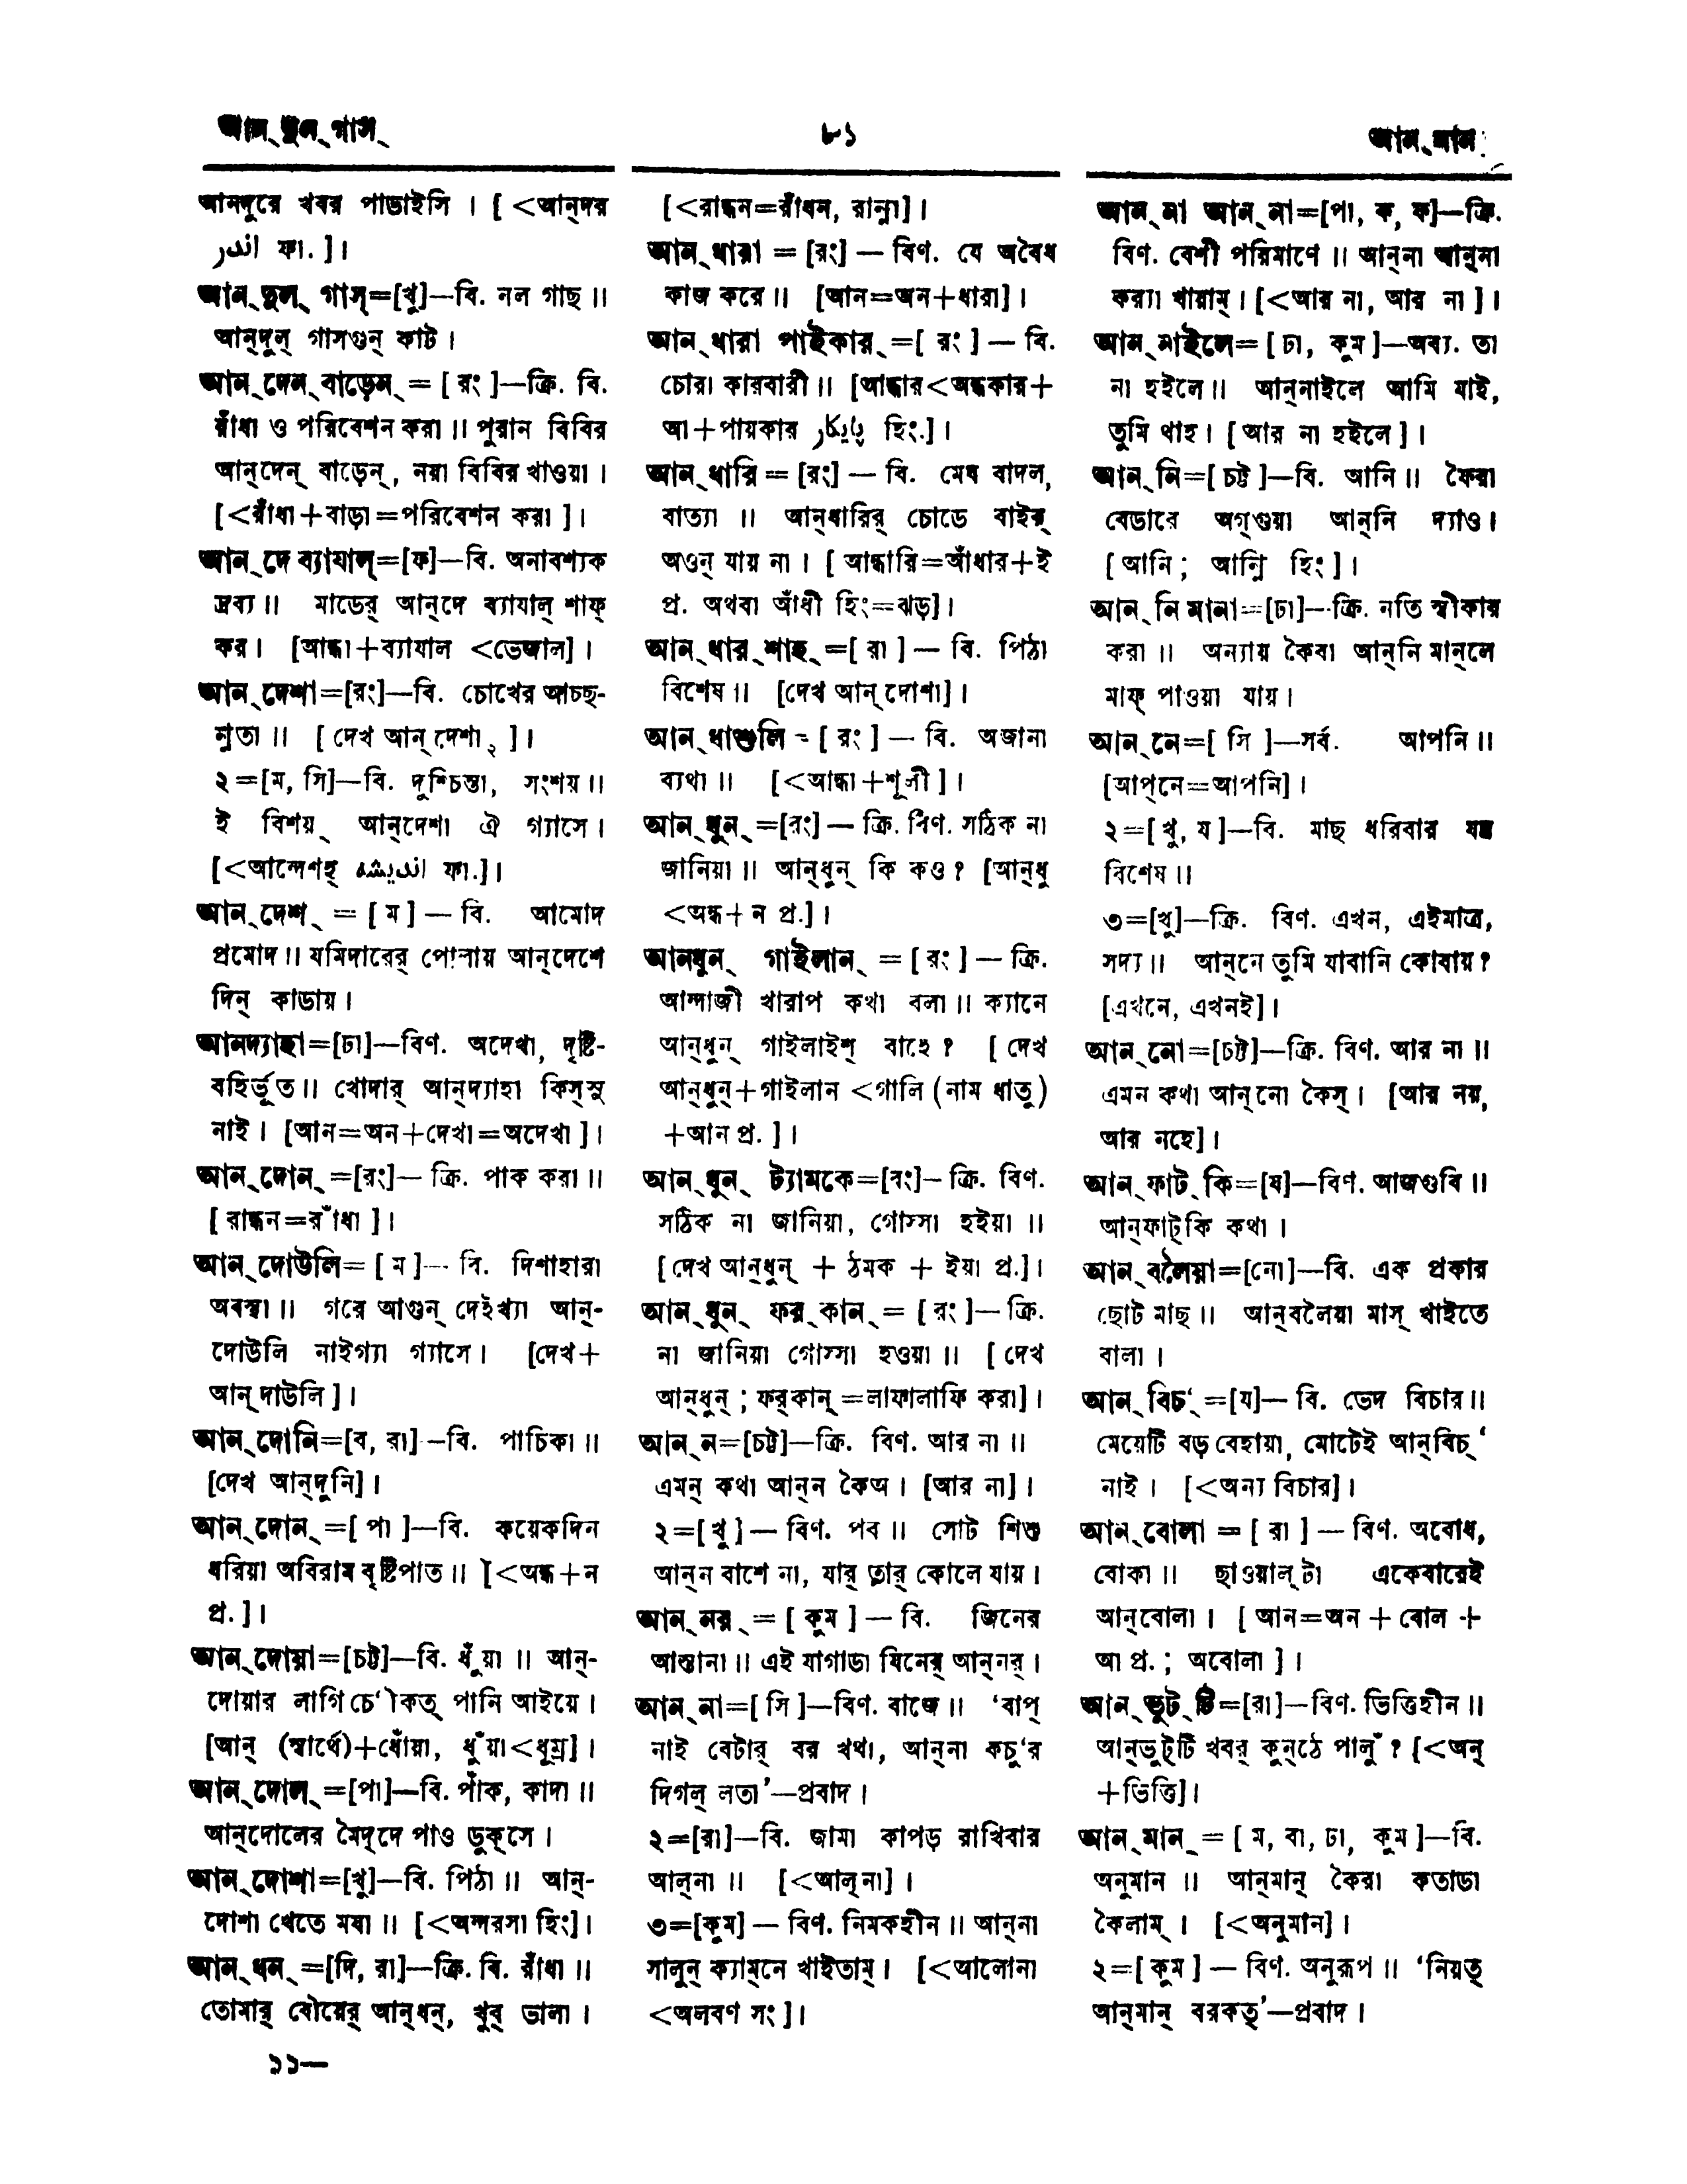 আন্দুন্ গাস্
৮১
আন্মান্
আনদুরে খবর পাডাইসি । [ <আন্দর
اندر ফা. ]।
আন্দুল্ গাস্=[খু]—বি. নল গাছ ॥
আন্দুল্ গাসগুন্ কাট ।
আন্দেন্ বাড়েন্ = [ রং ]—ক্রি. বি.
রাঁধা ও পরিবেশন করা ॥ পুরান বিবির
আন্দেন্ বাড়েন্, নয়া বিবির খাওয়া ।
[<রাঁধা+বাড়া=পরিবেশন করা ]।
আন্দে ব্যাযাল্=[ফ]—বি. অনাবশ্যক
দ্রব্য ॥ মাডের্ আন্দে ব্যাযাল্ শাফ্
কর। [আন্ধা+ব্যাযাল <ভেজাল]।
আন্দেশা=[রং]—বি. চোখের আচ্ছ-
ন্নতা ॥ [ দেখ আন্দেশা২ ]।
২=[ম, সি]—বি. দুশ্চিন্তা, সংশয় ॥
ই বিশয়্ আন্দেশা ঐ গ্যাসে।
[<আন্দেশহ্ اندیشه ফা.]।
আন্দেশ্ = [ ম ] — বি. আমোদ
প্রমোদ ॥ যমিদারের্ পোলায় আন্দেশে
দিন্ কাডায় ।
আনদ্যাহা=[ঢা]—বিণ. অদেখা, দৃষ্টি-
বহির্ভূত ॥ খোদার্ আন্দ্যাহা কিস্সু
নাই । [আন=অন+দেখা=অদেখা ]।
আন্দোন্ =[রং]— ক্রি. পাক করা ॥
[ রান্ধন=রাঁধা ]।
আন্দোউলি= [ ম ]— বি. দিশাহারা
অবস্থা ॥ গরে আগুন্ দেইখ্যা আন্-
দোউলি নাইগ্যা গ্যাসে। [দেখ+
আন্দাউলি ]।
আন্দোনি=[ব, রা]—বি. পাচিকা ॥
[দেখ আন্দুনি]।
আন্দোন্ =[ পা ]—বি. কয়েকদিন
ধরিয়া অবিরাম বৃষ্টিপাত ॥ [<অন্ধ+ন
প্র. ]।
আন্দোয়া=[চট্ট]—বি. ধুঁয়া ॥ আন্-
দোয়ার লাগি চে'ীকৈত্ পানি আইয়ে।
[আন্ (স্বার্থে)+ধোঁয়া, ধুঁয়া<ধূম্র]।
আন্দোল্ =[পা]—বি. পাঁক, কাদা ॥
আন্দোলের মৈদ্দে পাও ডুক্সে।
আন্দোশা=[খু]—বি. পিঠা ॥ আন্-
দোশা খেতে মযা ॥ [<অন্দরসা হিং]।
আন্ধন্ =[দি, রা]—ক্রি. বি. রাঁধা ॥
তোমার্ বৌয়ের্ আন্ধন্, খুব্ ভালা ।
১১—
[<রান্ধন=রাঁধন, রান্না]।
আন্ধারা = [রং] — বিণ. যে অবৈধ
কাজ করে ॥ [আন=অন+ধারা]।
আন্ধারা পাইকার্ =[ রং ] — বি.
চোরা কারবারী ॥ [আন্ধার<অন্ধকার+
আ+পায়কার پایکار হিং.]।
আন্ধারি = [রং] — বি. মেঘ বাদল,
বাত্যা ॥ আন্ধারির্ চোডে বাইর্
অওন্ যায় না। [ আন্ধারি=আঁধার+ই
প্র. অথবা আঁধী হিং=ঝড়]।
আন্ধার্শাহ্ =[ রা ] — বি. পিঠা
বিশেষ ॥ [দেখ আন্দোশা]।
আন্ধাশুলি = [ রং ] — বি. অজানা
ব্যথা ॥ [<আন্ধা+শূলী ]।
আন্ধুন্ =[রং] — ক্রি. বিণ. সঠিক না
জানিয়া ॥ আন্ধুন্ কি কও? [আন্ধু
<অন্ধ+ন প্র.]।
আনধুন্ গাইলান্ = [ রং ] — ক্রি.
আন্দাজী খারাপ কথা বলা ॥ ক্যানে
আন্ধুন্ গাইলাইশ্ বাহে? [ দেখ
আন্ধুন্+গাইলান <গালি (নাম ধাতু)
+আন প্র. ]।
আন্ধুন্ ট্যামকে=[রং]— ক্রি. বিণ.
সঠিক না জানিয়া, গোস্সা হইয়া ॥
[ দেখ আন্ধুন্ + ঠমক + ইয়া প্র.]।
আন্ধুন্ ফর্কান্ = [ রং ]— ক্রি.
না জানিয়া গোস্সা হওয়া ॥ [ দেখ
আন্ধুন্ ; ফর্কান্ =লাফালাফি করা]।
আন্ন=[চট্ট]—ক্রি. বিণ. আর না ॥
এমন্ কথা আন্ন কৈঅ। [আর না]।
২=[ খু ] — বিণ. পর ॥ সোট শিশু
আন্ন বাশে না, যার্ তার্ কোলে যায়।
আন্নর্ = [ কুম ] — বি. জিনের
আস্তানা ॥ এই যাগাডা যিনের্ আন্নর্।
আন্না=[ সি ]—বিণ. বাজে ॥ 'বাপ্
নাই বেটার্ বর খথা, আন্না কচু'র
দিগল্ লতা'—প্রবাদ ।
২=[রা]—বি. জামা কাপড় রাখিবার
আল্না ॥ [<আল্না]।
৩=[কুম] — বিণ. নিমকহীন ॥ আন্না
সালুন্ ক্যাম্নে খাইতাম্। [<আলোনা
<অলবণ সং ]।
আন্না আন্না=[পা, ক, ফ]—ক্রি.
বিণ. বেশী পরিমাণে ॥ আন্না আন্না
কর‍্যা খায়াম্। [<আর না, আর না ]।
আন্নাইলে= [ ঢা, কুম ]—অব্য. তা
না হইলে ॥ আন্নাইলে আমি যাই,
তুমি থাহ। [ আর না হইলে ]।
আন্নি=[ চট্ট ]—বি. আনি ॥ ফৈরা
বেডারে অগ্গুয়া আন্নি দ্যাও।
[ আনি ; আন্নি হিং ]।
আন্নি মানা=[ঢা]—ক্রি. নতি স্বীকার
করা ॥ অন্যায় কৈবা আন্নি মান্লে
মাফ্ পাওয়া যায়।
আন্নে=[ সি ]—সর্ব. আপনি ॥
[আপ্নে=আপনি]।
২=[ খু, য ]—বি. মাছ ধরিবার যন্ত্র
বিশেষ ॥
৩=[খু]—ক্রি. বিণ. এখন, এইমাত্র,
সদ্য ॥ আন্নে তুমি যাবানি কোবায়?
[এখনে, এখনই]।
আন্নো=[চট্ট]—ক্রি. বিণ. আর না ॥
এমন কথা আন্নো কৈস্। [আর নয়,
আর নহে]।
আন্ফাট্কি=[য]—বিণ. আজগুবি ॥
আন্ফাট্কি কথা ।
আন্বলৈয়া=[নো]—বি. এক প্রকার
ছোট মাছ ॥ আন্বলৈয়া মাস্ খাইতে
বালা ।
আন্বিচ্' =[য]— বি. ভেদ বিচার ॥
মেয়েটি বড় বেহায়া, মোটেই আন্বিচ্'
নাই । [<অন্য বিচার]।
আন্বোলা = [ রা ] — বিণ. অবোধ,
বোকা ॥ ছাওয়াল্টা একেবারেই
আন্বোলা । [ আন=অন + বোল +
আ প্র. ; অবোলা ]।
আন্ভুট্টি=[রা]—বিণ. ভিত্তিহীন ॥
আন্ভুট্টি খবর্ কুন্ঠে পালুঁ ? [<অন্
+ভিত্তি]।
আন্মান্ = [ ম, বা, ঢা, কুম ]—বি.
অনুমান ॥ আন্মান্ কৈরা কতাডা
কৈলাম্ । [<অনুমান]।
২=[ কুম ] — বিণ. অনুরূপ ॥ 'নিয়ত্
আন্মান্ বরকত্'—প্রবাদ ।